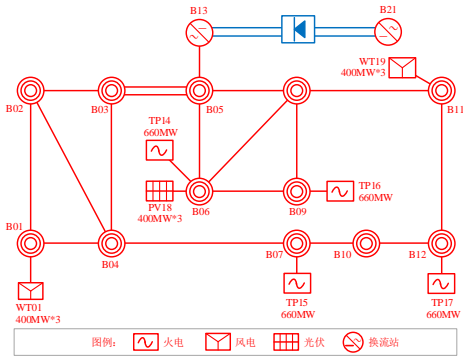 B13
B21
WT19
400MW*3
B02
B03
B05
B11
TP14
660MW
TP16
660MW
PV18
400MW*3
B06
B09
B01
B04
B07
B10
B12
WT01
400MW*3
TP15
660MW
TP17
660MW
图例: 火电 风电 光伏 换流站